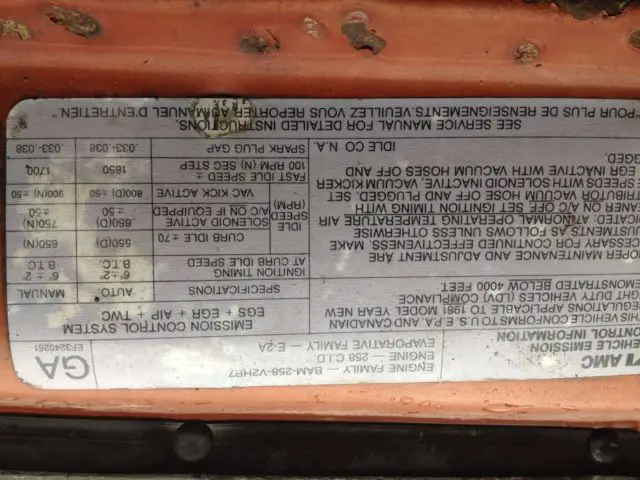 AMC
VEHICLE EMISSION
CONTROL INFORMATION
ENGINE FAMILY – BAM-258-V2HR7
ENGINE – 258 C.I.D
EVAPORATIVE FAMILY – E-2A
GA
EF3240251
THIS VEHICLE CONFORMS TO U.S. E.P.A. AND CANADIAN
REGULATIONS APPLICABLE TO 1981 MODEL YEAR NEW
LIGHT DUTY VEHICLES (LDV) COMPLIANCE
DEMONSTRATED BELOW 4000 FEET.
PROPER MAINTENANCE AND ADJUSTMENT ARE
NECESSARY FOR CONTINUED EFFECTIVENESS. MAKE
ADJUSTMENTS AS FOLLOWS UNLESS OTHERWISE
INDICATED: AT NORMAL OPERATING TEMPERATURE AIR
CLEANER ON A/C OFF. SET IGNITION TIMING WITH
DISTRIBUTOR VACUUM HOSE OFF AND PLUGGED. SET
SPEEDS WITH SOLENOID INACTIVE, VACUUM KICKER
EGR INACTIVE WITH VACUUM HOSES OFF AND
PLUGGED.
IDLE CO N.A.
EMISSION CONTROL SYSTEM
EGS + EGR + AIP + TWC
SPECIFICATIONS AUTO. MANUAL
IGNITION TIMING AT CURB IDLE SPEED 6° ± 2° B.T.C. 6° ± 2° B.T.C.
IDLE SPEED (RPM)
CURB IDLE ± 70 550(D) 650(N)
SOLENOID ACTIVE A/C ON IF EQUIPPED 650(D) ±50 750(N) ±50
VAC KICK ACTIVE 800(D) ±50 900(N) ±50
FAST IDLE SPEED ± 100 RPM (N) SEC STEP 1850 1700
SPARK PLUG GAP .033-.038 .033-.038
SEE SERVICE MANUAL FOR DETAILED INSTRUCTIONS.
"POUR PLUS DE RENSEIGNEMENTS, VEUILLEZ VOUS REPORTER AU MANUEL D'ENTRETIEN."